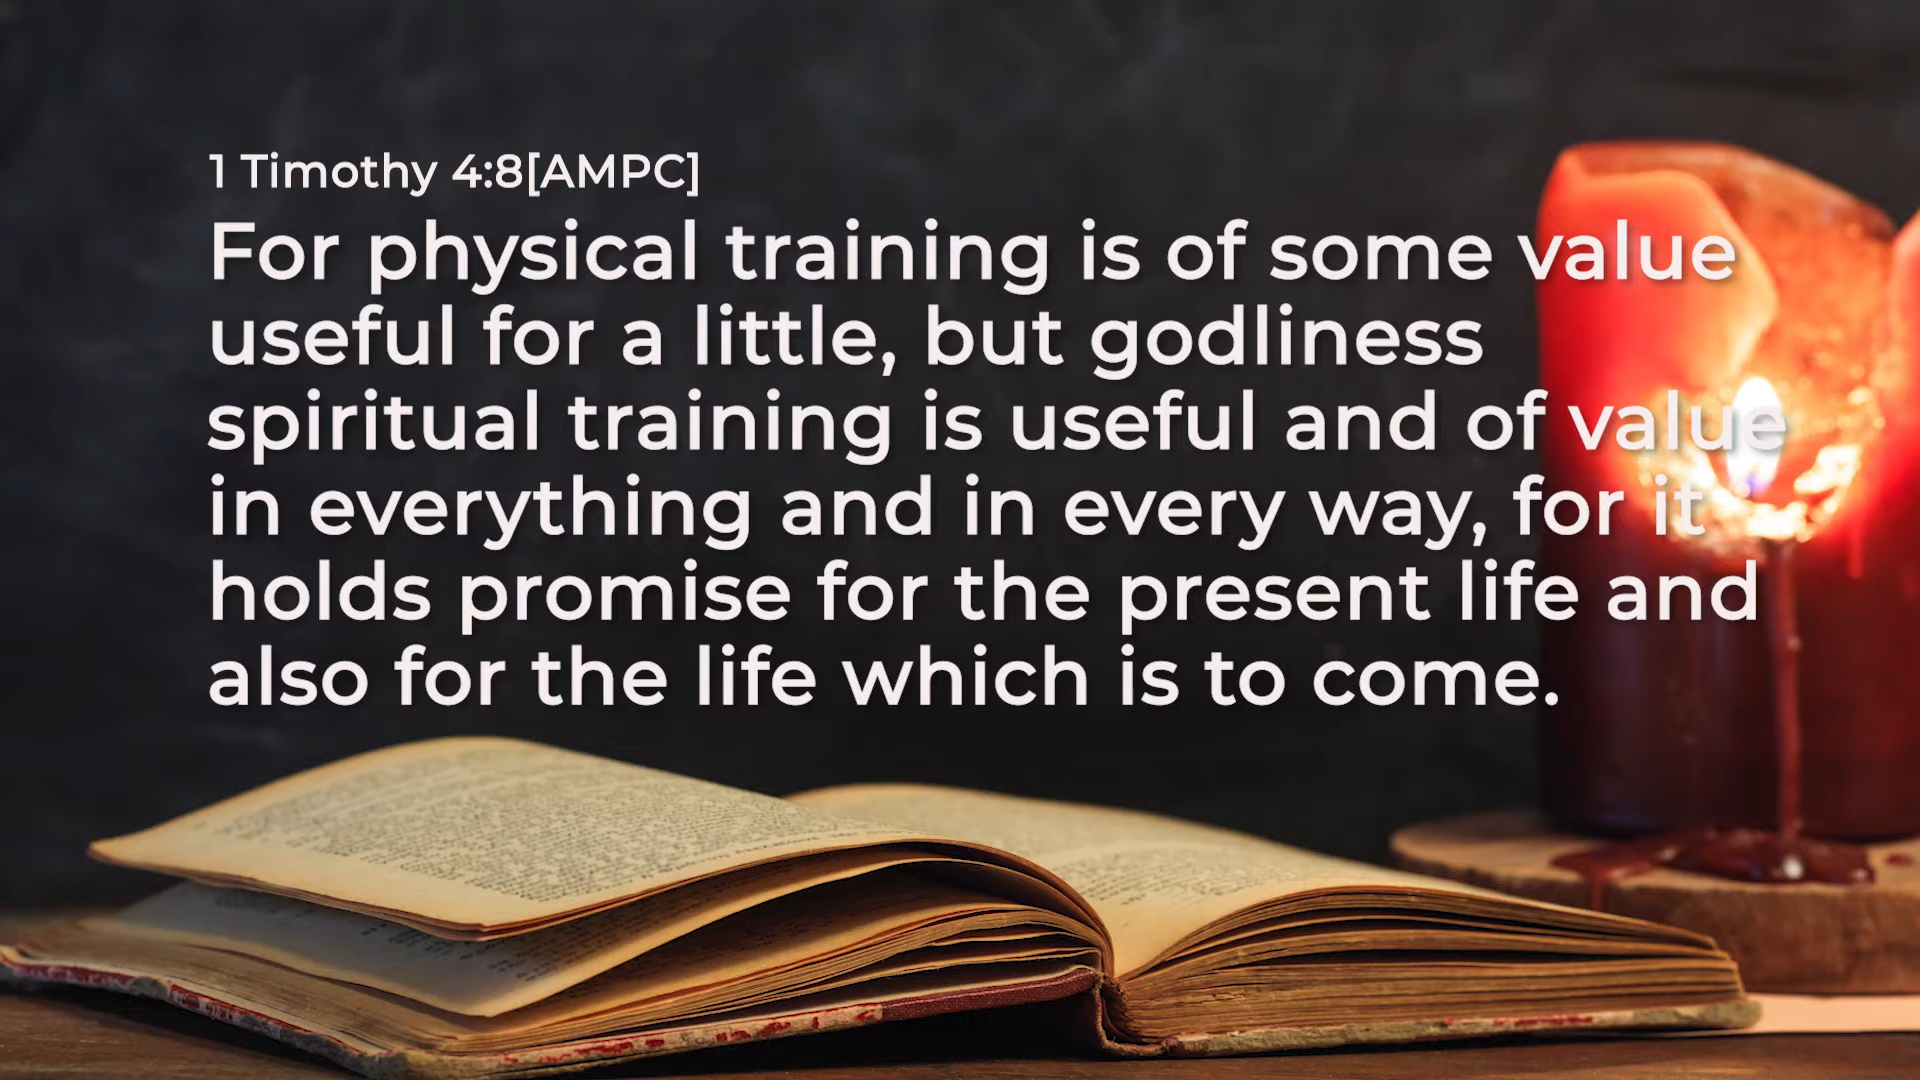 1 Timothy 4:8[AMPC]
For physical training is of some value
useful for a little, but godliness
spiritual training is useful and of value
in everything and in every way, for it
holds promise for the present life and
also for the life which is to come.